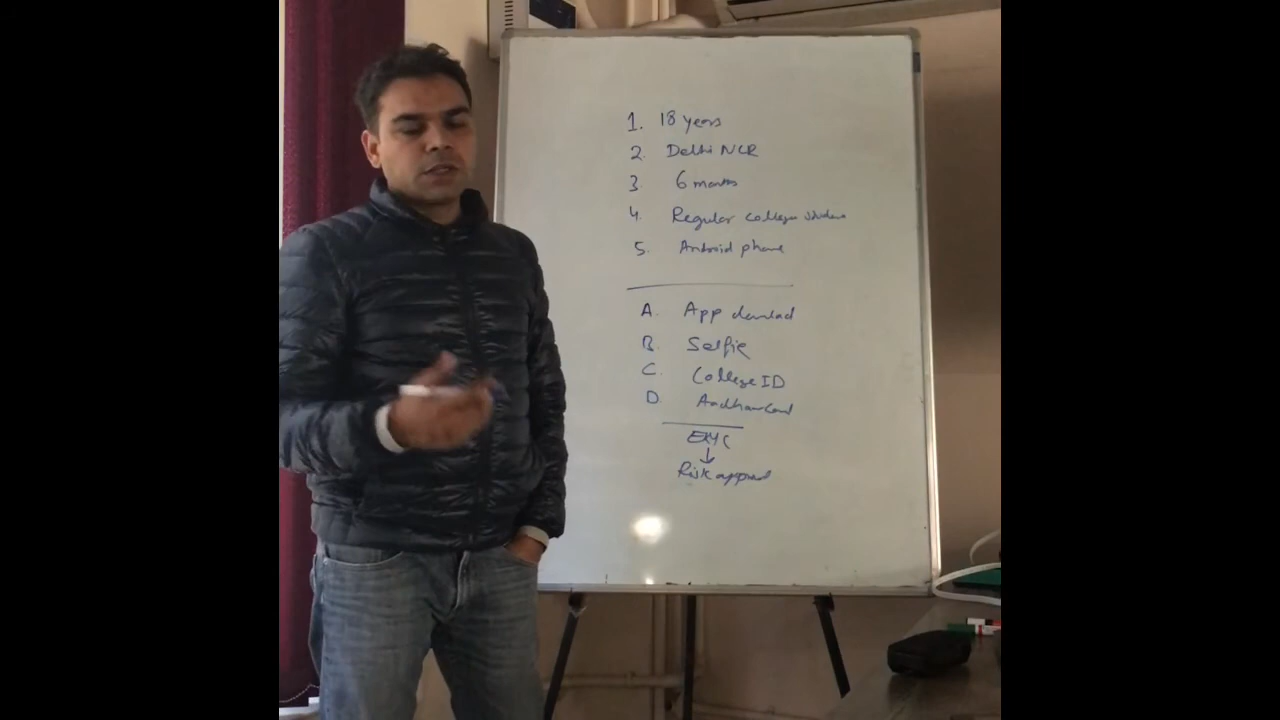 1. 18 years
2. Delhi NCR
3. 6 months
4. Regular college student
5. Android phone
A. App download
B. Selfie
C. College ID
D. Aadhaar Card
EKYC
↓
Risk approval